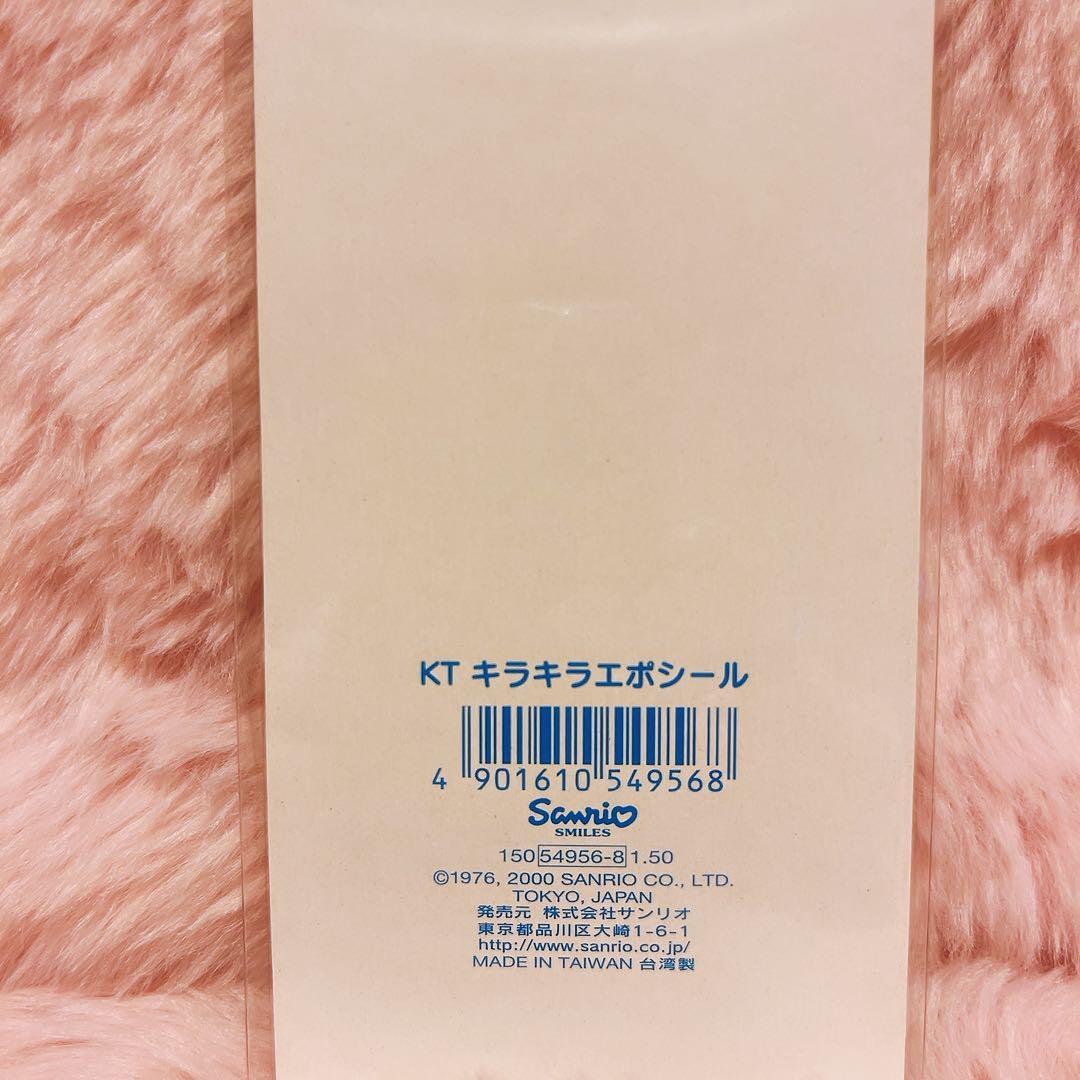 KT キラキラエポシール
4 901610 549568
Sanrio
SMILES
150 54956-8 1.50
©1976, 2000 SANRIO CO., LTD.
TOKYO, JAPAN
発売元 株式会社サンリオ
東京都品川区大崎1-6-1
http://www.sanrio.co.jp/
MADE IN TAIWAN 台湾製